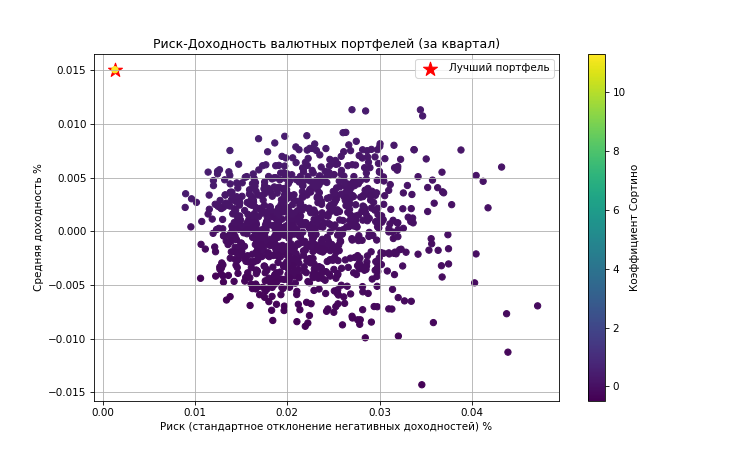 Риск-Доходность валютных портфелей (за квартал)
Лучший портфель
Средняя доходность %
0.015
0.010
0.005
0.000
−0.005
−0.010
−0.015
0.00 0.01 0.02 0.03 0.04
Риск (стандартное отклонение негативных доходностей) %
10
8
6
4
2
0
Коэффициент Сортино